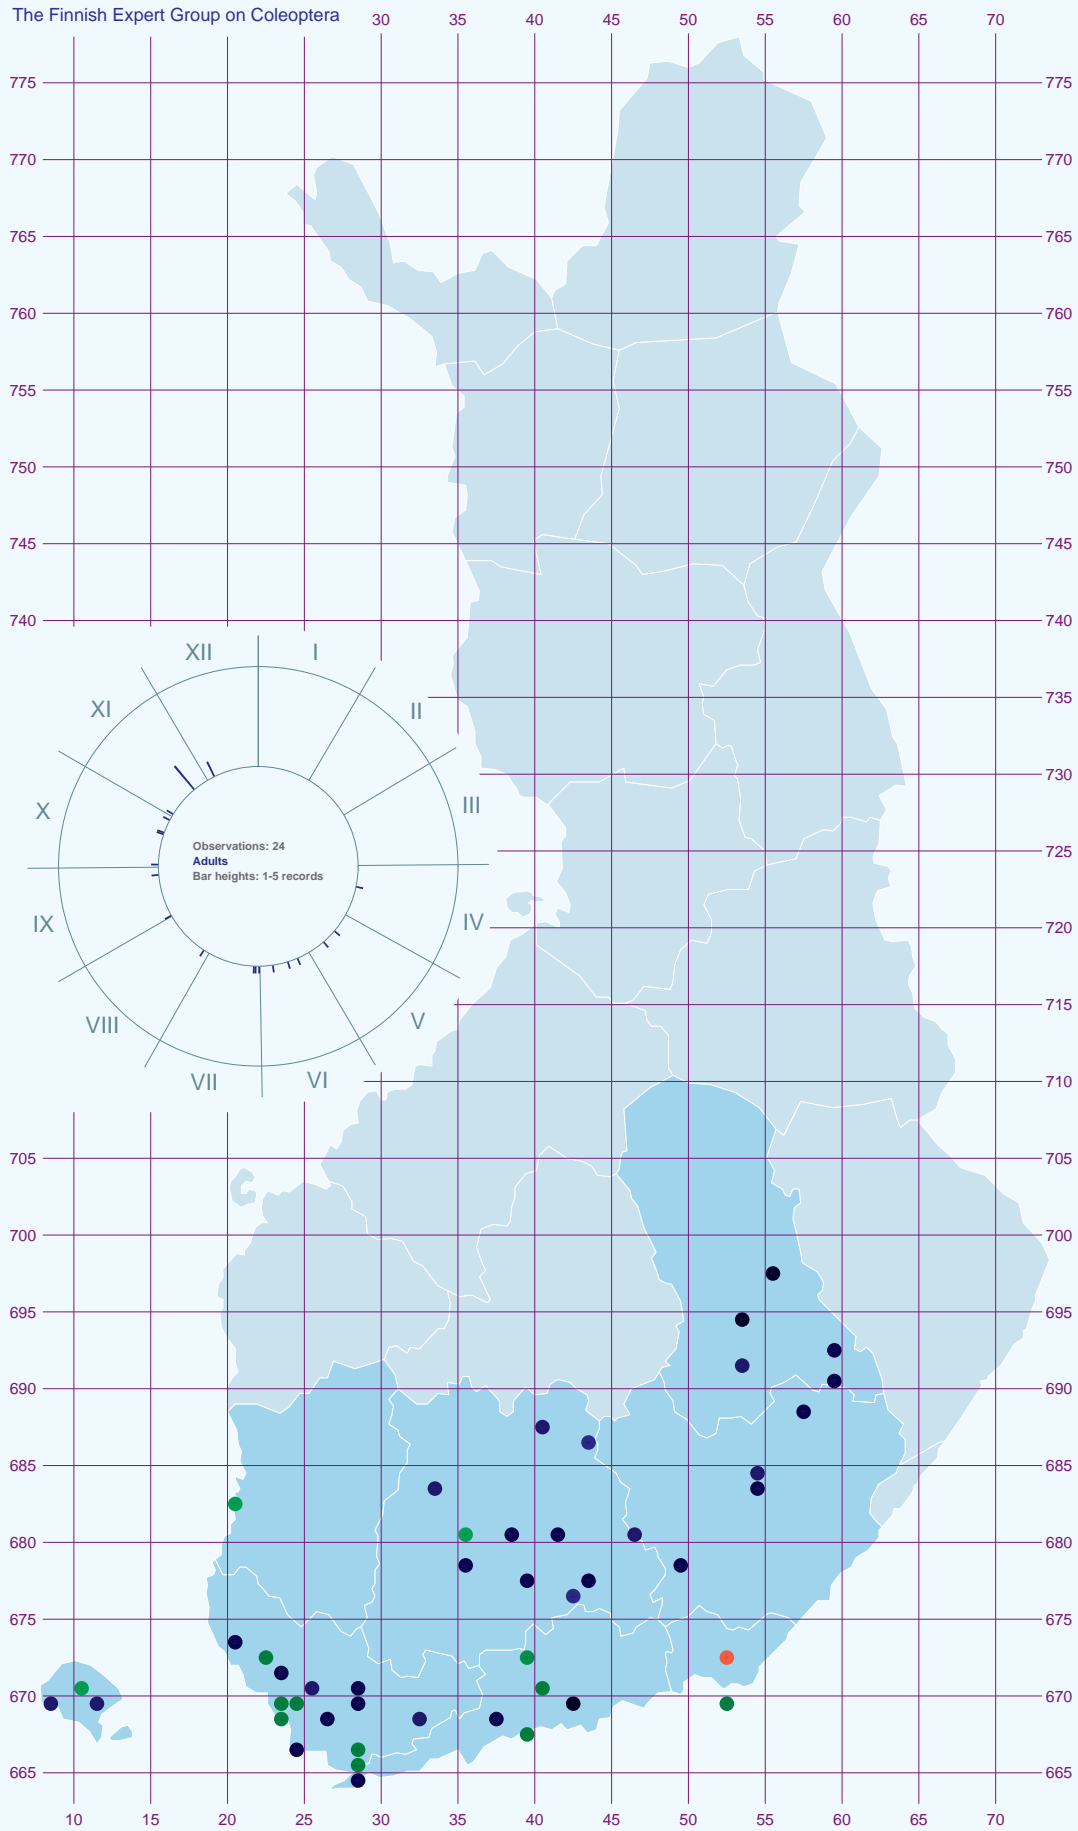 The Finnish Expert Group on Coleoptera 30 35 40 45 50 55 60 65 70
775 775
770 770
765 765
760 760
755 755
750 750
745 745
740 740
XII I
735
XI II
730
X III
Observations: 24
725
Adults
Bar heights: 1-5 records
IX IV 720
715
VIII V
VII VI 710
705 705
700 700
695 695
690 690
685 685
680 680
675 675
670 670
665 665
10 15 20 25 30 35 40 45 50 55 60 65 70